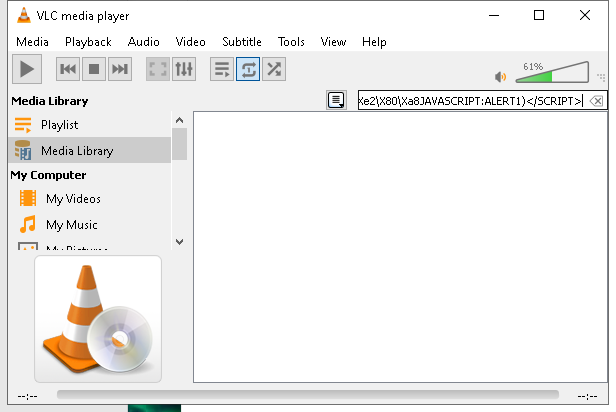 VLC media player
Media Playback Audio Video Subtitle Tools View Help
61%
Media Library
Xe2\X80\Xa8JAVASCRIPT:ALERT1)</SCRIPT>
Playlist
Media Library
My Computer
My Videos
My Music
My Pictures
--:-- --:--